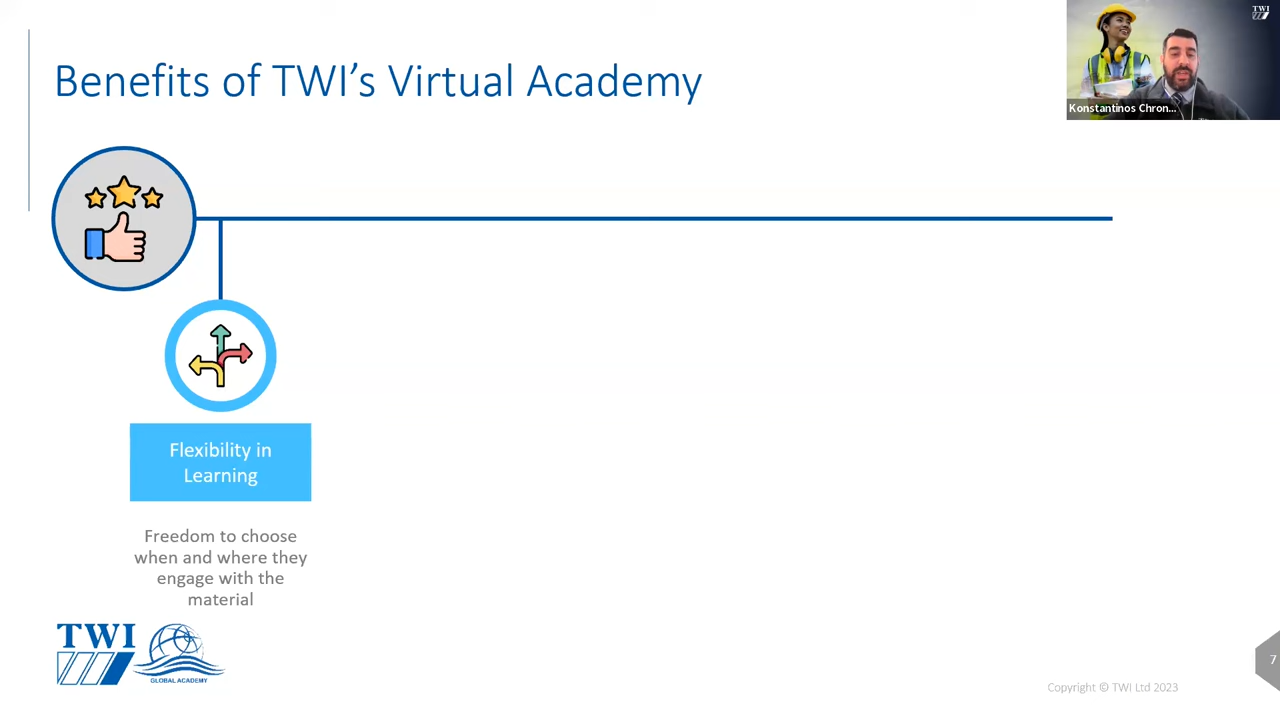 Benefits of TWI’s Virtual Academy
TWI
Konstantinos Chron...
Flexibility in
Learning
Freedom to choose
when and where they
engage with the
material
TWI
GLOBAL ACADEMY
7
Copyright © TWI Ltd 2023